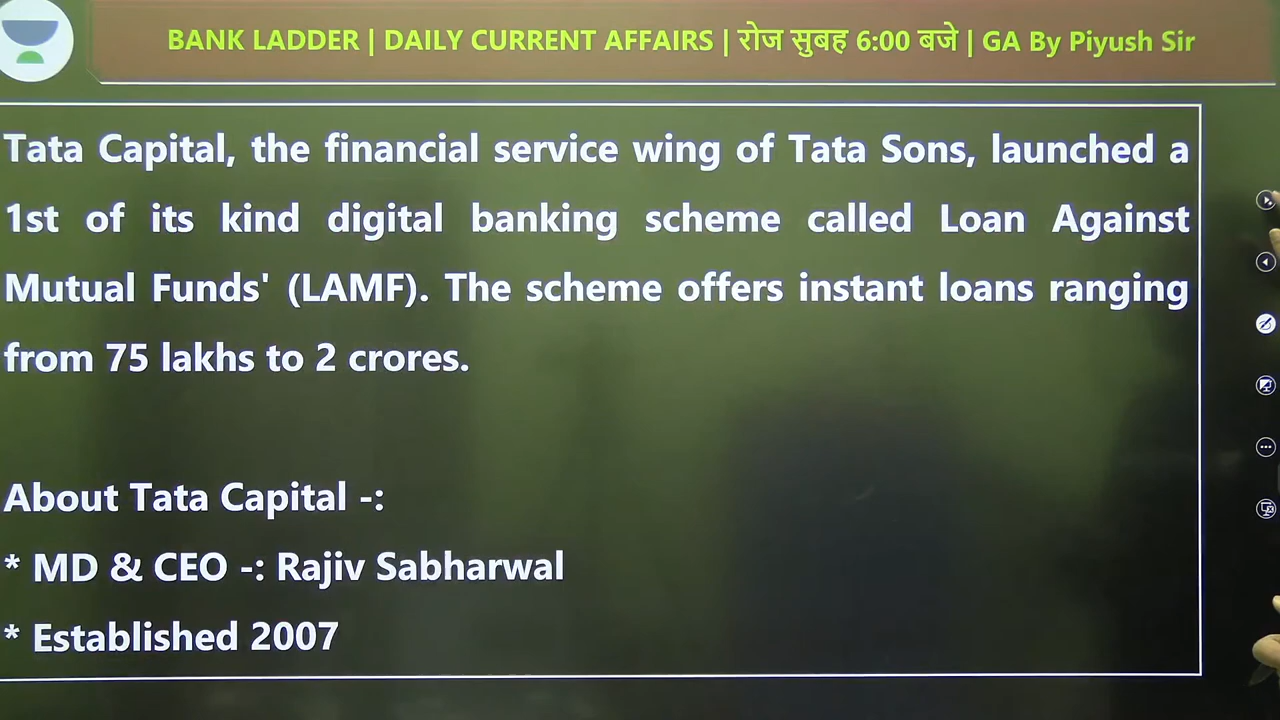 BANK LADDER | DAILY CURRENT AFFAIRS | रोज सुबह 6:00 बजे | GA By Piyush Sir
Tata Capital, the financial service wing of Tata Sons, launched a
1st of its kind digital banking scheme called Loan Against
Mutual Funds' (LAMF). The scheme offers instant loans ranging
from 75 lakhs to 2 crores.
About Tata Capital -:
* MD & CEO -: Rajiv Sabharwal
* Established 2007